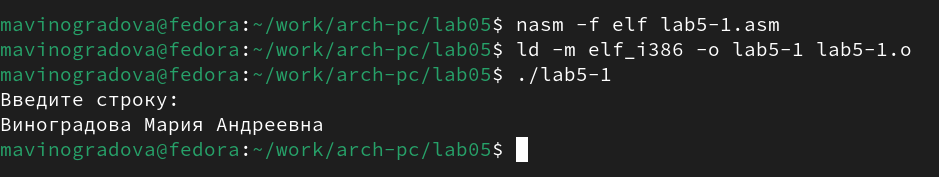 mavinogradova@fedora:~/work/arch-pc/lab05$ nasm -f elf lab5-1.asm
mavinogradova@fedora:~/work/arch-pc/lab05$ ld -m elf_i386 -o lab5-1 lab5-1.o
mavinogradova@fedora:~/work/arch-pc/lab05$ ./lab5-1
Введите строку:
Виноградова Мария Андреевна
mavinogradova@fedora:~/work/arch-pc/lab05$